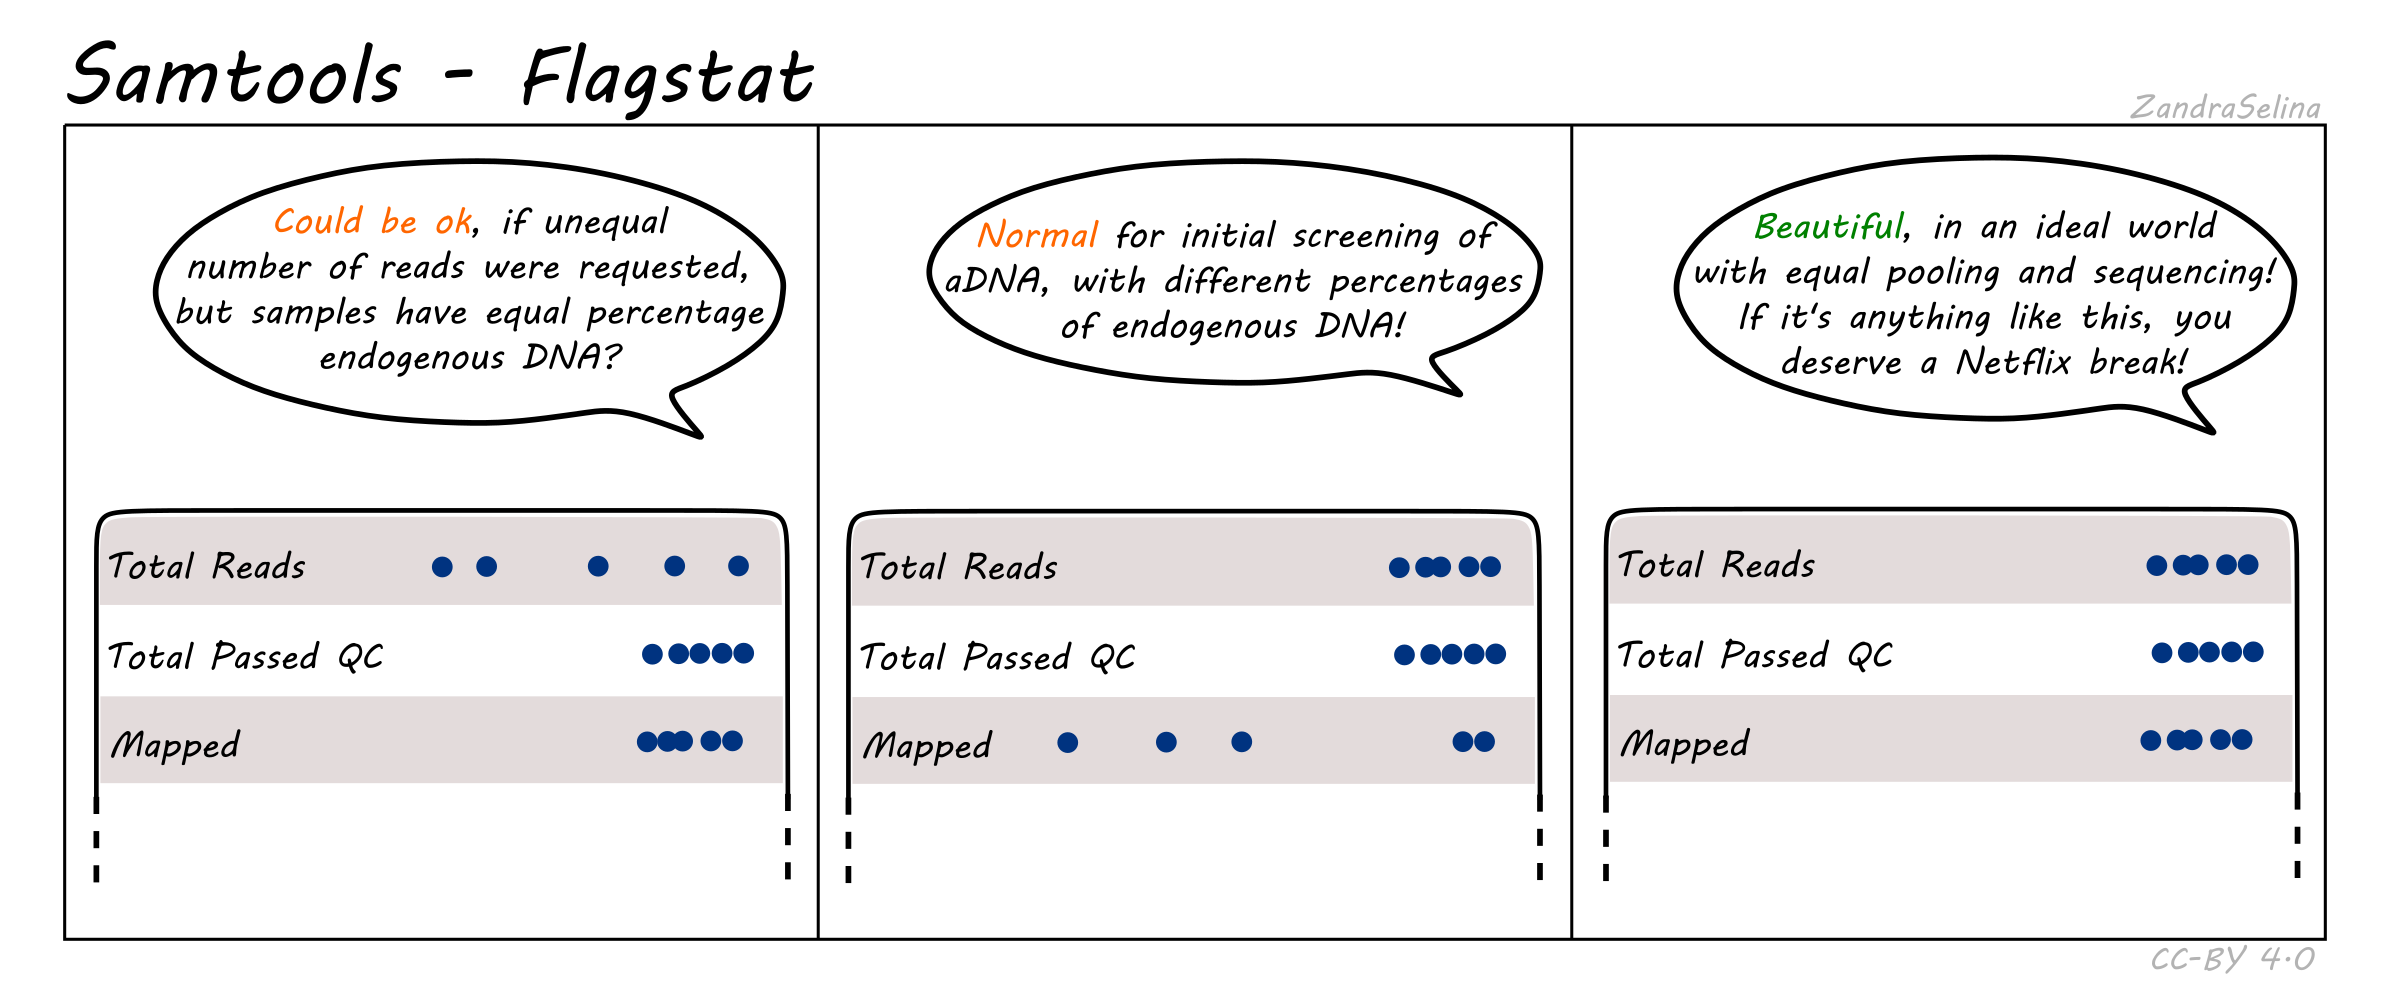 Samtools - Flagstat
ZandraSelina
Could be ok, if unequal
number of reads were requested,
but samples have equal percentage
endogenous DNA?
Total Reads
Total Passed QC
Mapped
Normal for initial screening of
aDNA, with different percentages
of endogenous DNA!
Total Reads
Total Passed QC
Mapped
Beautiful, in an ideal world
with equal pooling and sequencing!
If it's anything like this, you
deserve a Netflix break!
Total Reads
Total Passed QC
Mapped
CC-BY 4.0